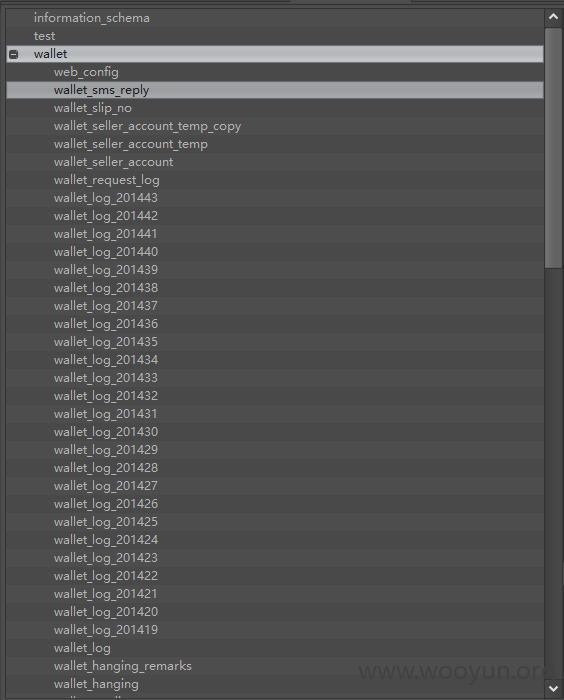 information_schema
test
wallet
web_config
wallet_sms_reply
wallet_slip_no
wallet_seller_account_temp_copy
wallet_seller_account_temp
wallet_seller_account
wallet_request_log
wallet_log_201443
wallet_log_201442
wallet_log_201441
wallet_log_201440
wallet_log_201439
wallet_log_201438
wallet_log_201437
wallet_log_201436
wallet_log_201435
wallet_log_201434
wallet_log_201433
wallet_log_201432
wallet_log_201431
wallet_log_201430
wallet_log_201429
wallet_log_201428
wallet_log_201427
wallet_log_201426
wallet_log_201425
wallet_log_201424
wallet_log_201423
wallet_log_201422
wallet_log_201421
wallet_log_201420
wallet_log_201419
wallet_log
wallet_hanging_remarks
wallet_hanging
www.wooyun.org